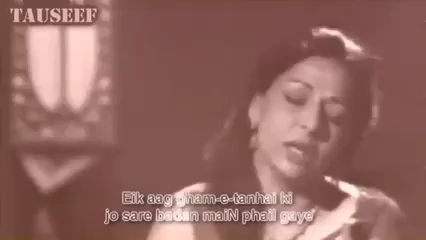 TAUSEEF
Eik aag gham-e-tanhai ki
jo sare badan maiN phail gaye